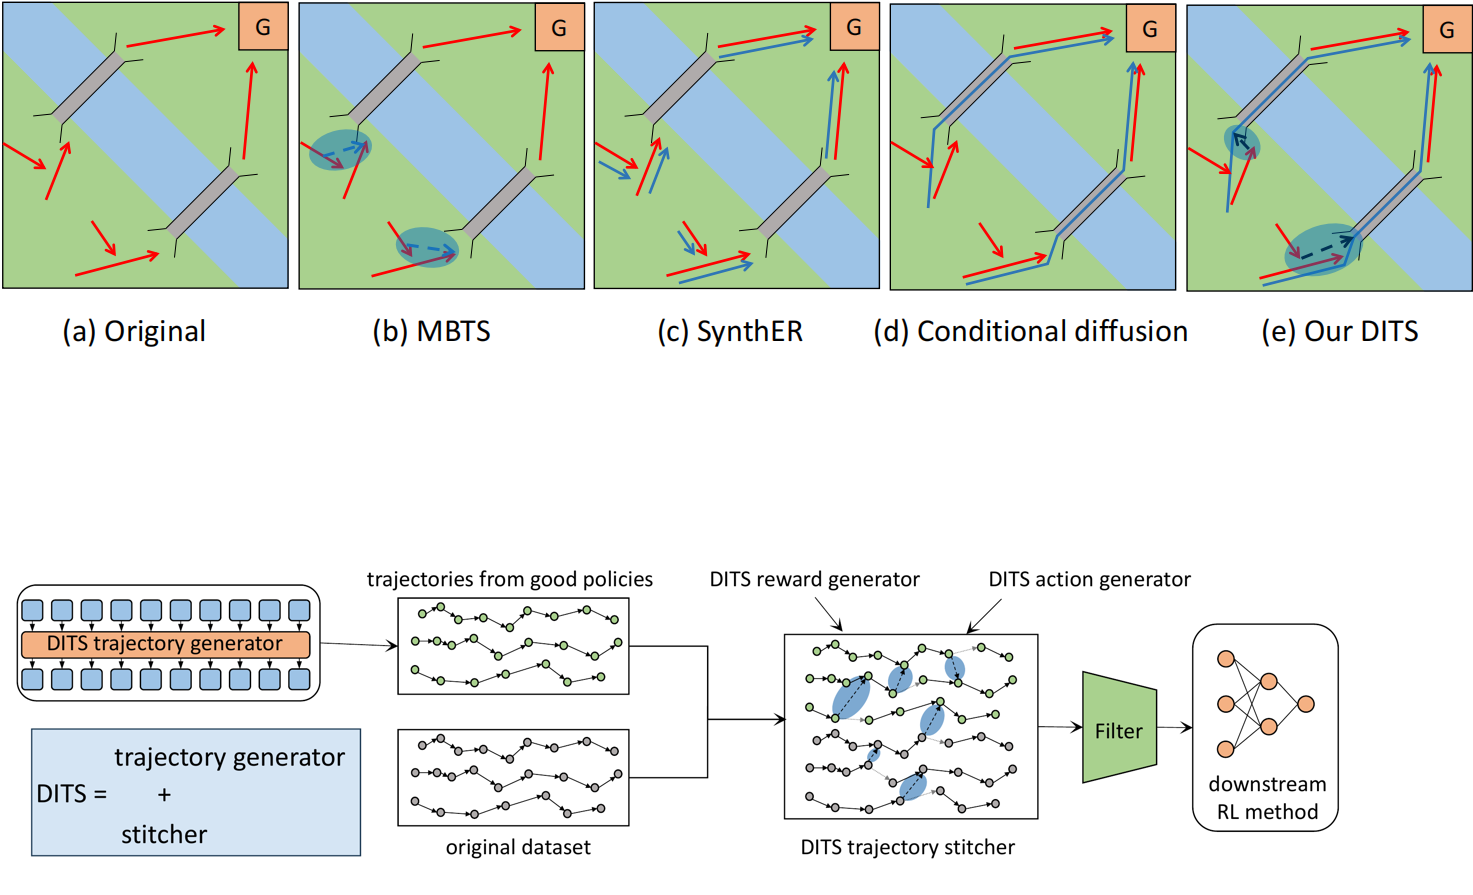 G
G
G
G
G
(a) Original
(b) MBTS
(c) SynthER
(d) Conditional diffusion
(e) Our DITS
trajectories from good policies
DITS reward generator
DITS action generator
DITS trajectory generator
Filter
trajectory generator
DITS =
+
stitcher
downstream
RL method
original dataset
DITS trajectory stitcher